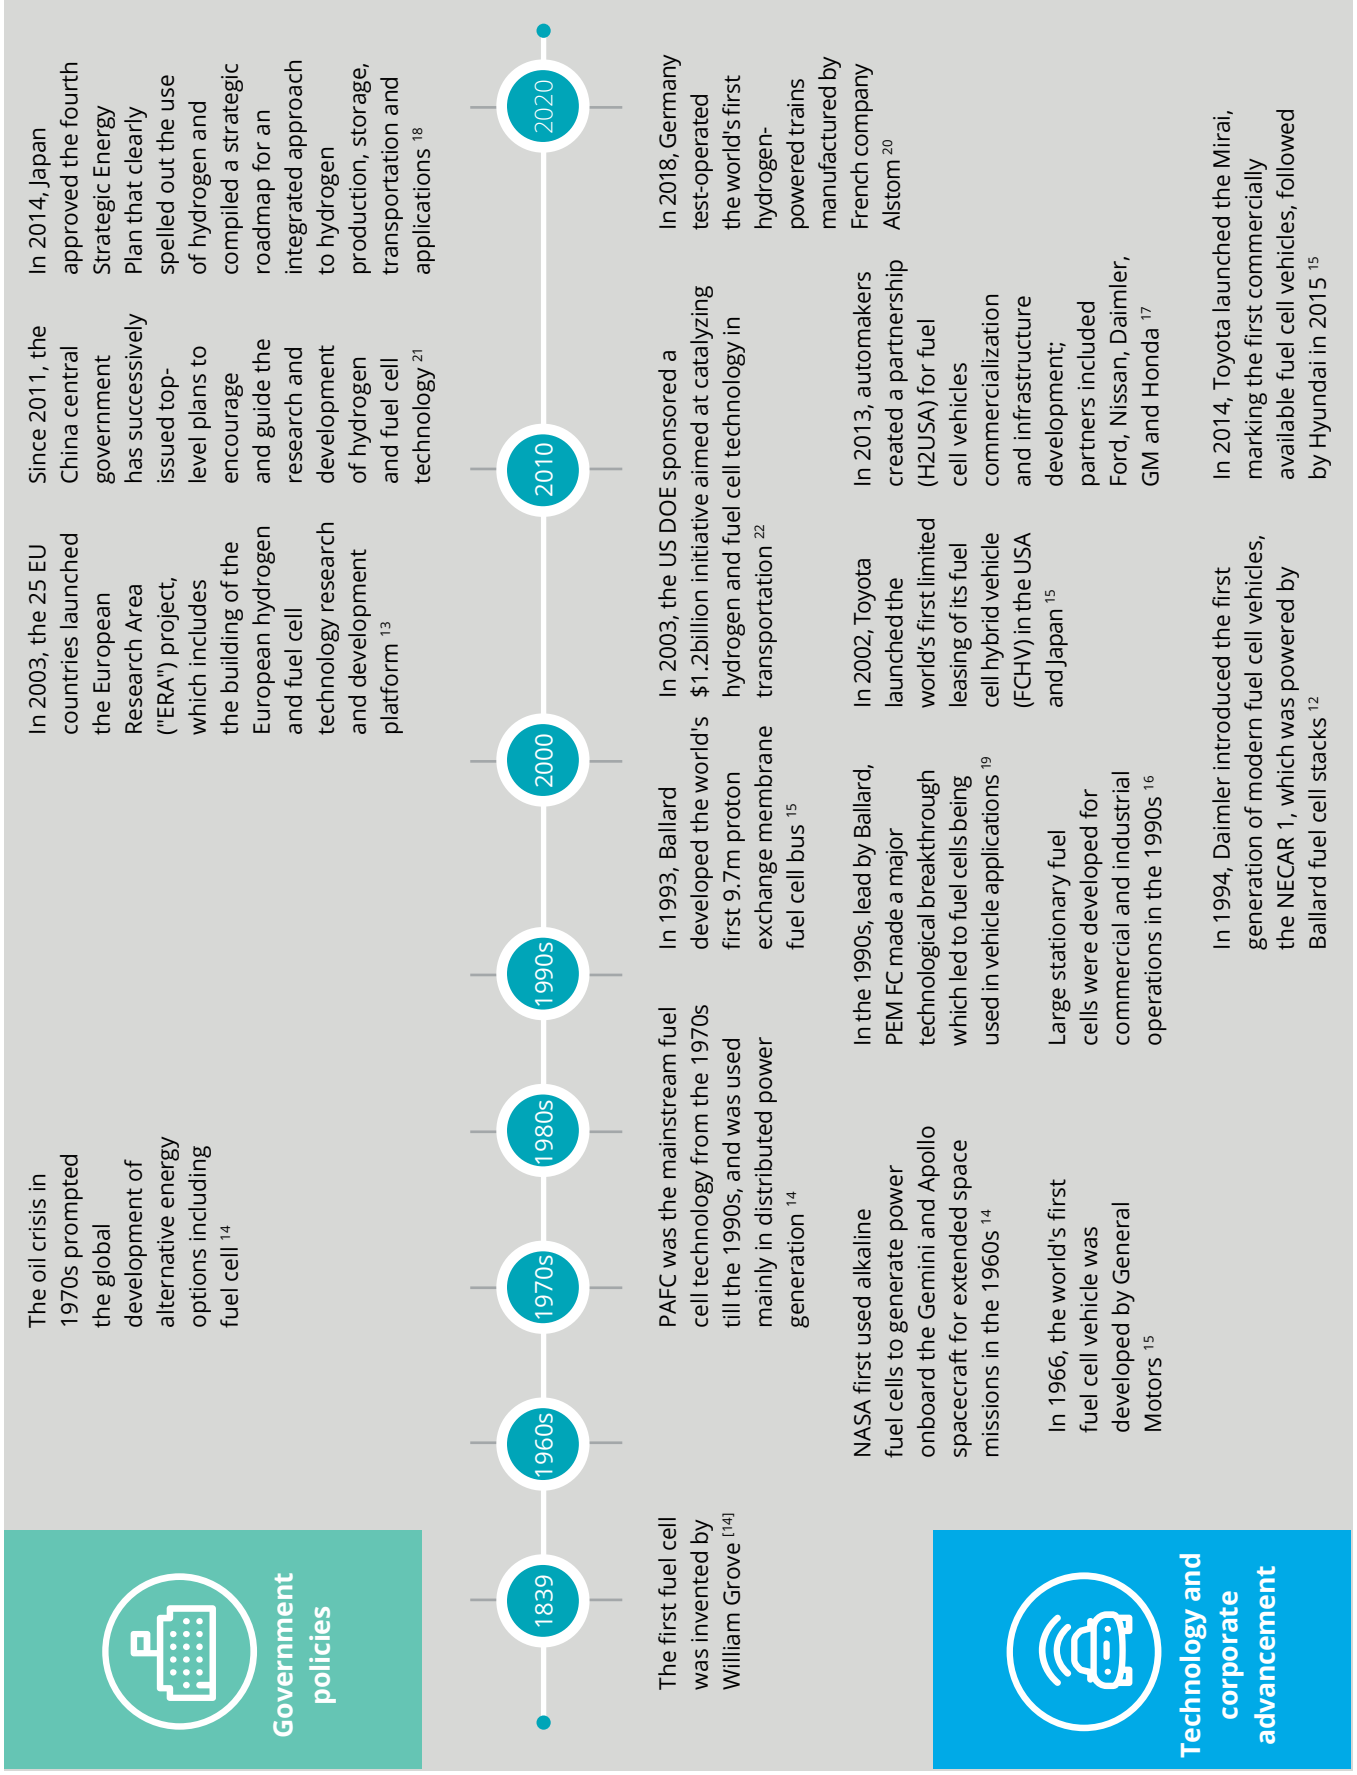 Government
policies
The oil crisis in
1970s prompted
the global
development of
alternative energy
options including
fuel cell 14
In 2003, the 25 EU
countries launched
the European
Research Area
("ERA") project,
which includes
the building of the
European hydrogen
and fuel cell
technology research
and development
platform 13
Since 2011, the
China central
government
has successively
issued top-
level plans to
encourage
and guide the
research and
development
of hydrogen
and fuel cell
technology 21
In 2014, Japan
approved the fourth
Strategic Energy
Plan that clearly
spelled out the use
of hydrogen and
compiled a strategic
roadmap for an
integrated approach
to hydrogen
production, storage,
transportation and
applications 18
1839
1960s
1970s
1980s
1990s
2000
2010
2020
Technology and
corporate
advancement
The first fuel cell
was invented by
William Grove [14]
PAFC was the mainstream fuel
cell technology from the 1970s
till the 1990s, and was used
mainly in distributed power
generation 14
In 1993, Ballard
developed the world's
first 9.7m proton
exchange membrane
fuel cell bus 15
In 2003, the US DOE sponsored a
$1.2billion initiative aimed at catalyzing
hydrogen and fuel cell technology in
transportation 22
In 2018, Germany
test-operated
the world's first
hydrogen-
powered trains
manufactured by
French company
Alstom 20
NASA first used alkaline
fuel cells to generate power
onboard the Gemini and Apollo
spacecraft for extended space
missions in the 1960s 14
In the 1990s, lead by Ballard,
PEM FC made a major
technological breakthrough
which led to fuel cells being
used in vehicle applications 19
In 2002, Toyota
launched the
world's first limited
leasing of its fuel
cell hybrid vehicle
(FCHV) in the USA
and Japan 15
In 2013, automakers
created a partnership
(H2USA) for fuel
cell vehicles
commercialization
and infrastructure
development;
partners included
Ford, Nissan, Daimler,
GM and Honda 17
In 1966, the world's first
fuel cell vehicle was
developed by General
Motors 15
Large stationary fuel
cells were developed for
commercial and industrial
operations in the 1990s 16
In 1994, Daimler introduced the first
generation of modern fuel cell vehicles,
the NECAR 1, which was powered by
Ballard fuel cell stacks 12
In 2014, Toyota launched the Mirai,
marking the first commercially
available fuel cell vehicles, followed
by Hyundai in 2015 15